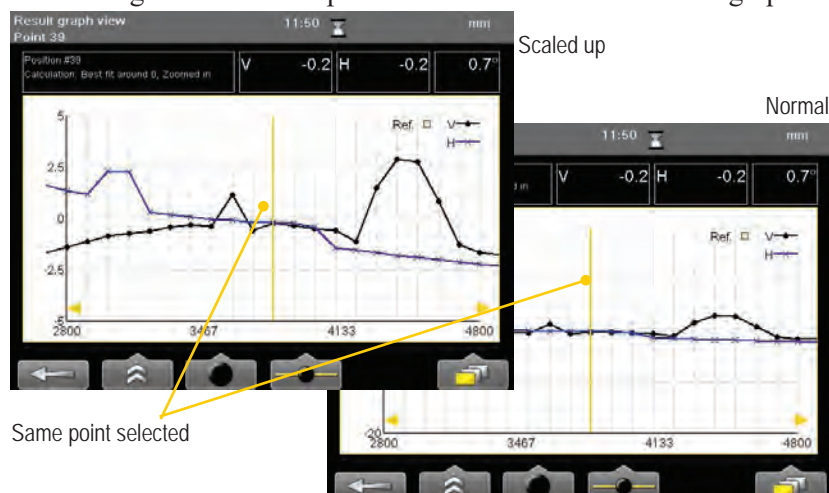 Result graph view 11:50 mm
Point 39
Scaled up
Position #39
Calculation: Best fit around 0, Zoomed in
V -0.2 H -0.2 0.7°
Normal
5
Ref. V
H
2.5
0
-2.5
-5
2800 3467 4133 4800
11:50 mm
V -0.2 H -0.2 0.7°
Ref. V
H
-20
2800 3467 4133 4800
Same point selected